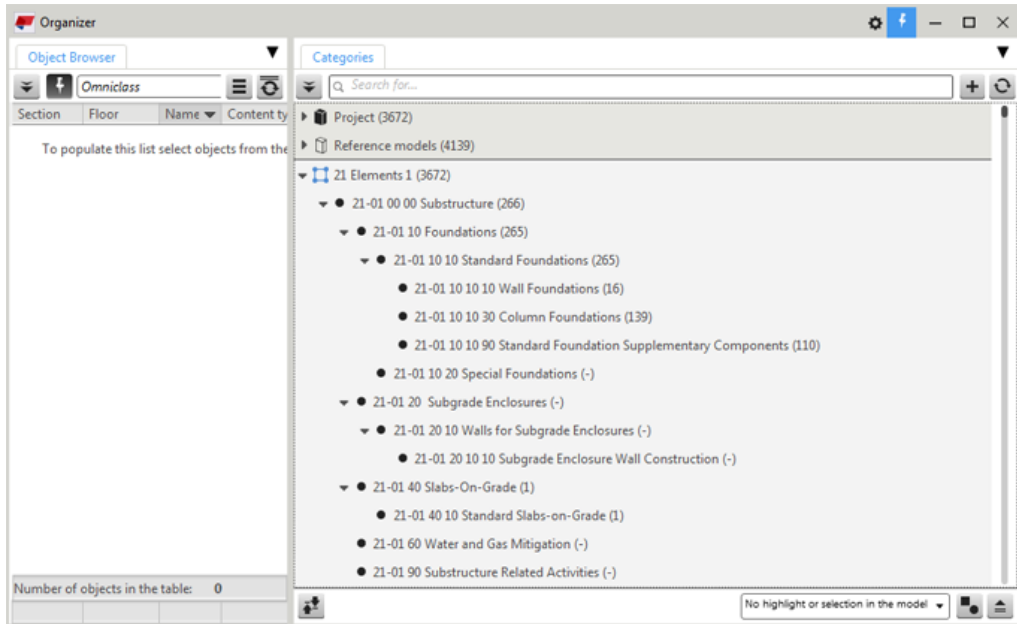 Organizer
Object Browser
Omniclass
Section Floor Name Content ty
To populate this list select objects from the
Number of objects in the table: 0
Categories
Search for...
Project (3672)
Reference models (4139)
21 Elements 1 (3672)
21-01 00 00 Substructure (266)
21-01 10 Foundations (265)
21-01 10 10 Standard Foundations (265)
21-01 10 10 10 Wall Foundations (16)
21-01 10 10 30 Column Foundations (139)
21-01 10 10 90 Standard Foundation Supplementary Components (110)
21-01 10 20 Special Foundations (-)
21-01 20 Subgrade Enclosures (-)
21-01 20 10 Walls for Subgrade Enclosures (-)
21-01 20 10 10 Subgrade Enclosure Wall Construction (-)
21-01 40 Slabs-On-Grade (1)
21-01 40 10 Standard Slabs-on-Grade (1)
21-01 60 Water and Gas Mitigation (-)
21-01 90 Substructure Related Activities (-)
No highlight or selection in the model